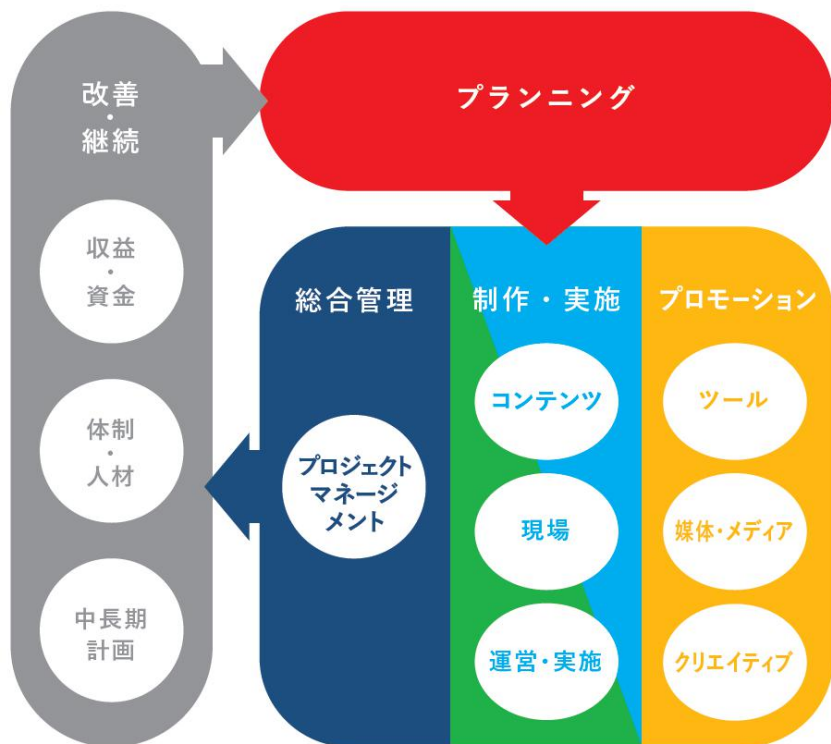 改善
・
継続
収益
・
資金
体制
・
人材
中長期
計画
プランニング
総合管理
プロジェクト
マネージ
メント
制作・実施
コンテンツ
現場
運営・実施
プロモーション
ツール
媒体・メディア
クリエイティブ